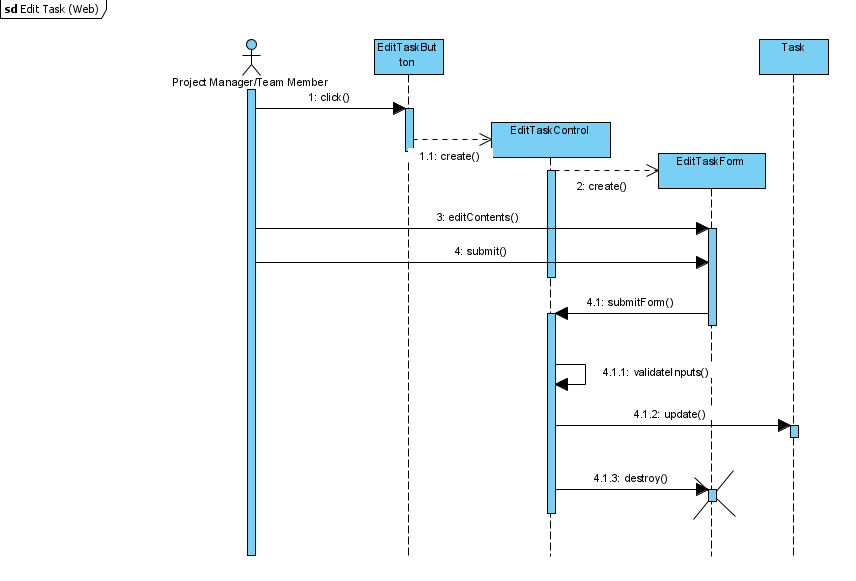 sd Edit Task (Web)
EditTaskBut
ton
Task
Project Manager/Team Member
1: click()
EditTaskControl
1.1: create()
EditTaskForm
2: create()
3: editContents()
4: submit()
4.1: submitForm()
4.1.1: validateInputs()
4.1.2: update()
4.1.3: destroy()